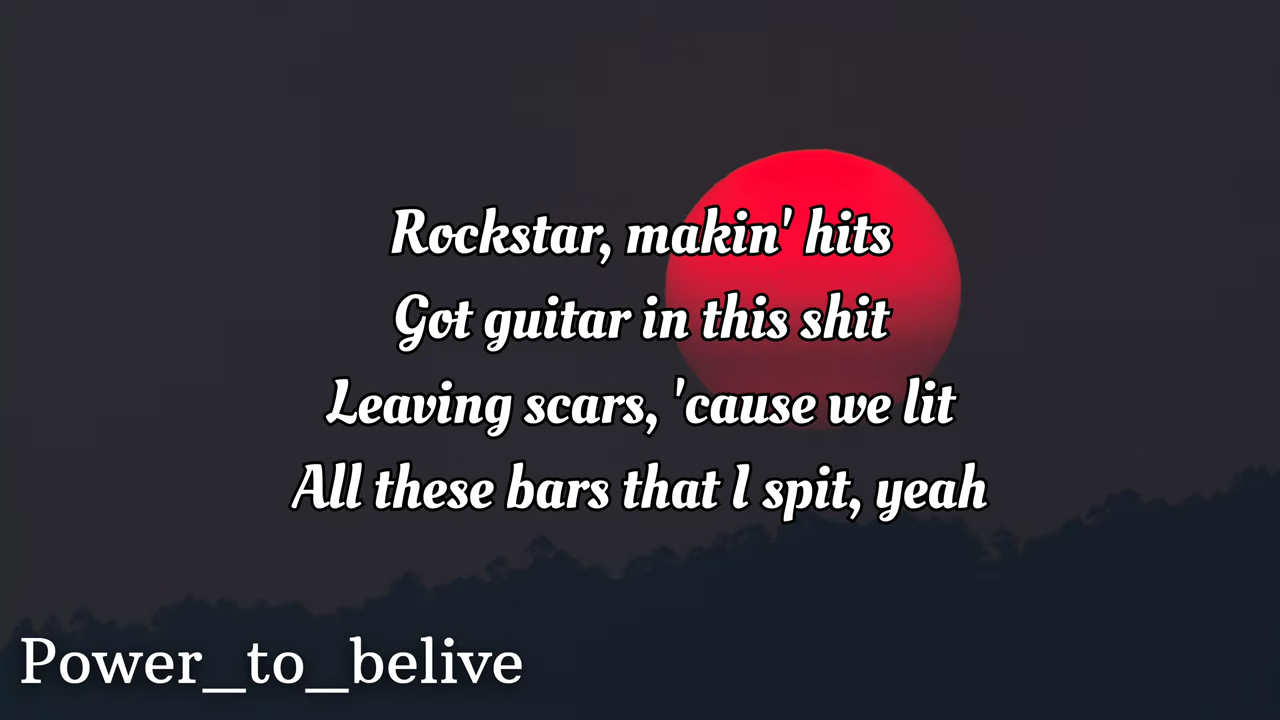 Rockstar, makin' hits
Got guitar in this shit
Leaving scars, 'cause we lit
All these bars that I spit, yeah
Power_to_belive